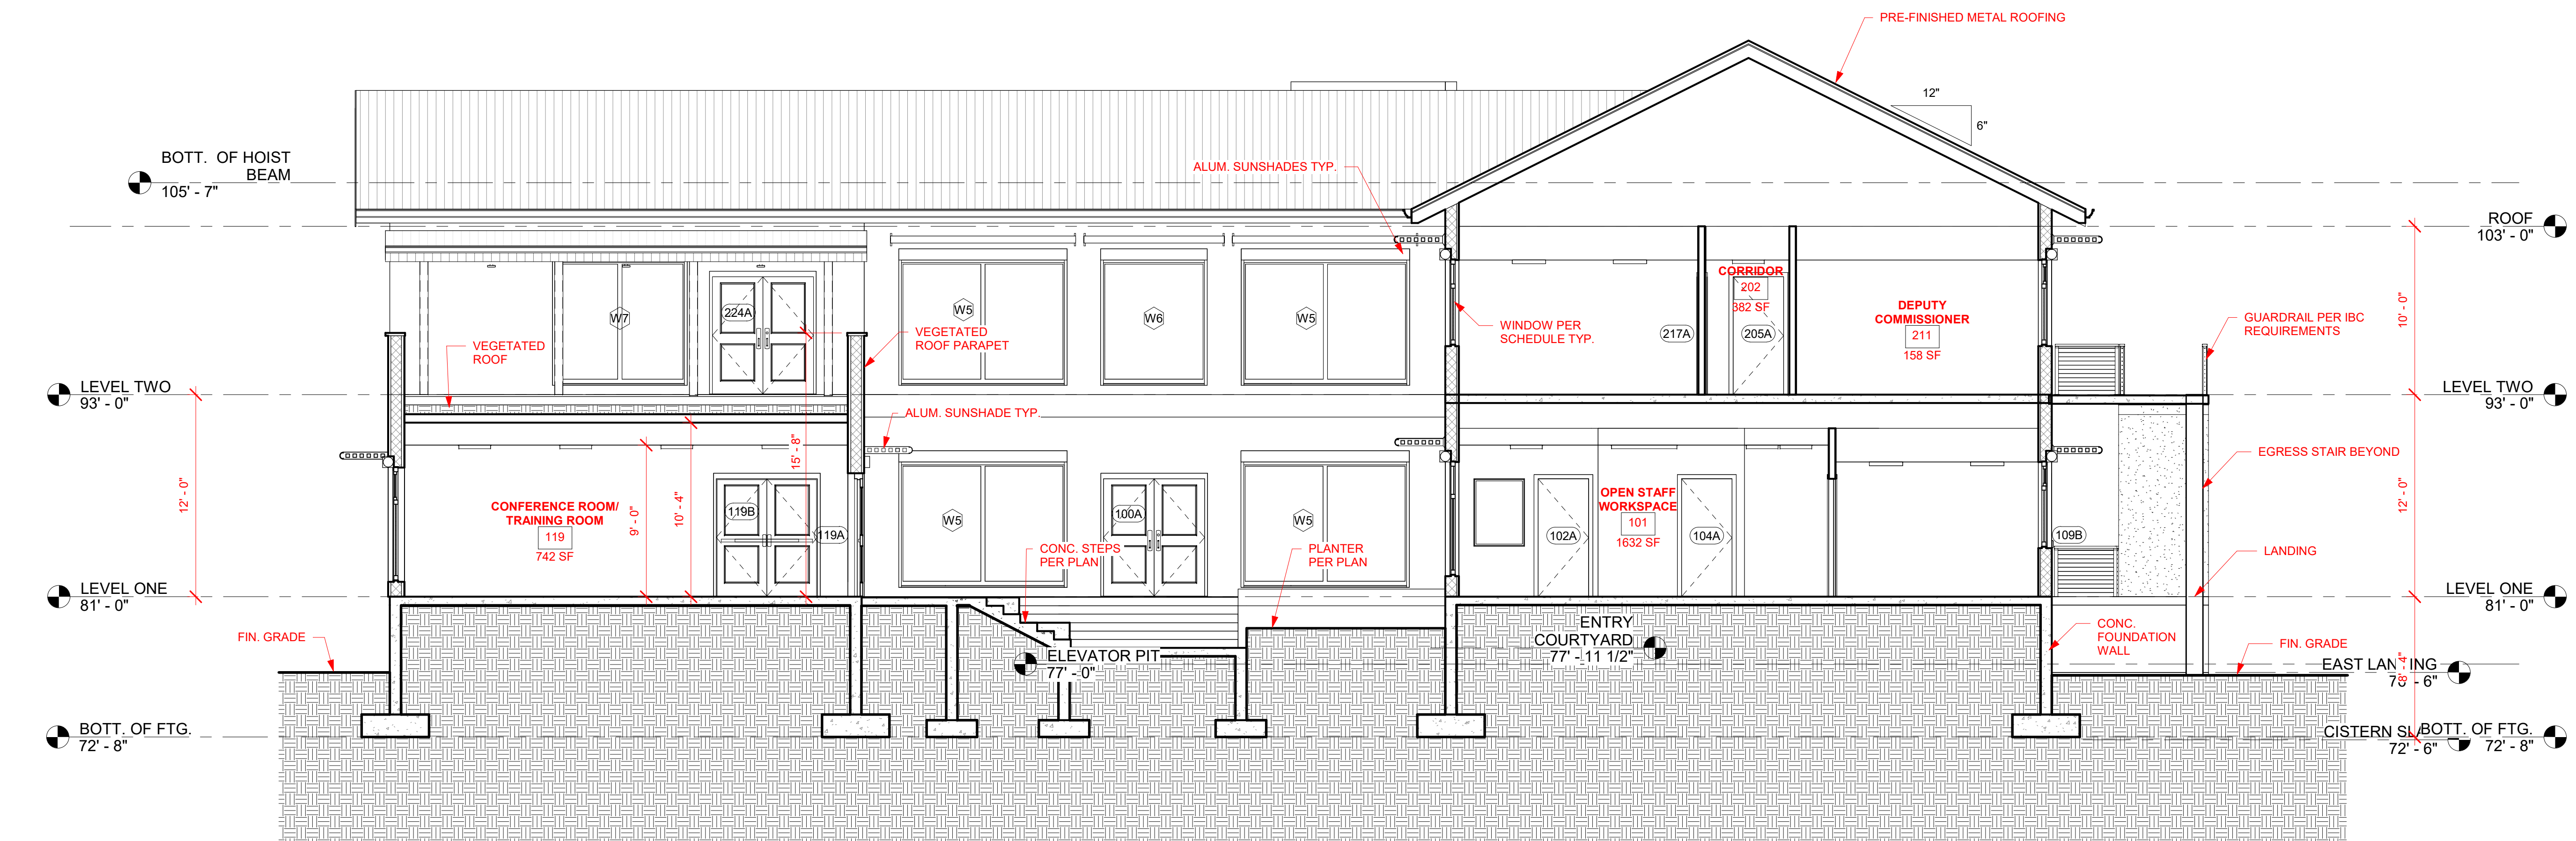 PRE-FINISHED METAL ROOFING
12"
6"
BOTT. OF HOIST
BEAM
105' - 7"
ALUM. SUNSHADES TYP.
ROOF
103' - 0"
CORRIDOR
202
382 SF
DEPUTY
COMMISSIONER
211
158 SF
10' - 0"
W7
224A
W5
W6
W5
VEGETATED
ROOF PARAPET
WINDOW PER
SCHEDULE TYP.
217A
205A
GUARDRAIL PER IBC
REQUIREMENTS
VEGETATED
ROOF
LEVEL TWO
93' - 0"
LEVEL TWO
93' - 0"
ALUM. SUNSHADE TYP.
15' - 8"
EGRESS STAIR BEYOND
12' - 0"
CONFERENCE ROOM/
TRAINING ROOM
119
742 SF
9' - 0"
10' - 4"
119B
119A
W5
100A
W5
OPEN STAFF
WORKSPACE
101
1632 SF
102A
104A
109B
12' - 0"
CONC. STEPS
PER PLAN
PLANTER
PER PLAN
LANDING
LEVEL ONE
81' - 0"
LEVEL ONE
81' - 0"
FIN. GRADE
ENTRY
COURTYARD
77' - 11 1/2"
ELEVATOR PIT
77' - 0"
CONC.
FOUNDATION
WALL
FIN. GRADE
EAST LANDING
6"
8' - 4"
BOTT. OF FTG.
72' - 8"
CISTERN
72' - 6"
BOTT. OF FTG.
72' - 8"